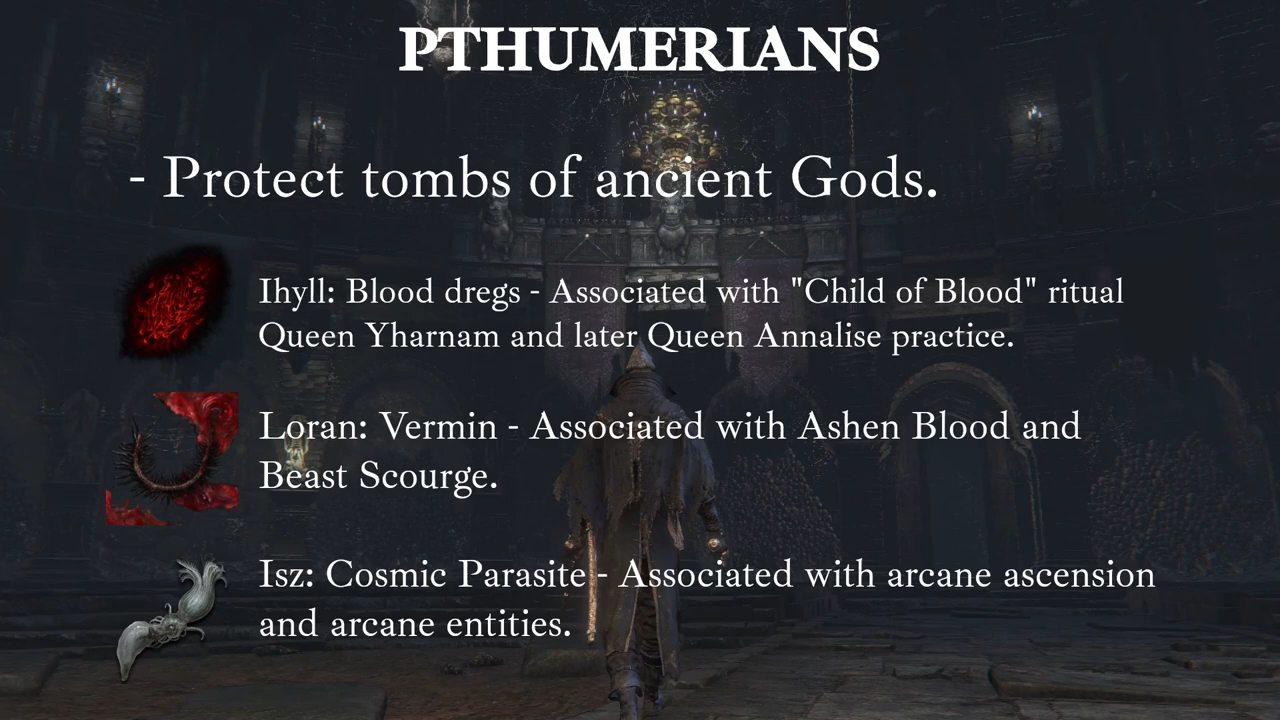 PTHUMERIANS
- Protect tombs of ancient Gods.
Ihyll: Blood dregs - Associated with "Child of Blood" ritual
Queen Yharnam and later Queen Annalise practice.
Loran: Vermin - Associated with Ashen Blood and
Beast Scourge.
Isz: Cosmic Parasite - Associated with arcane ascension
and arcane entities.